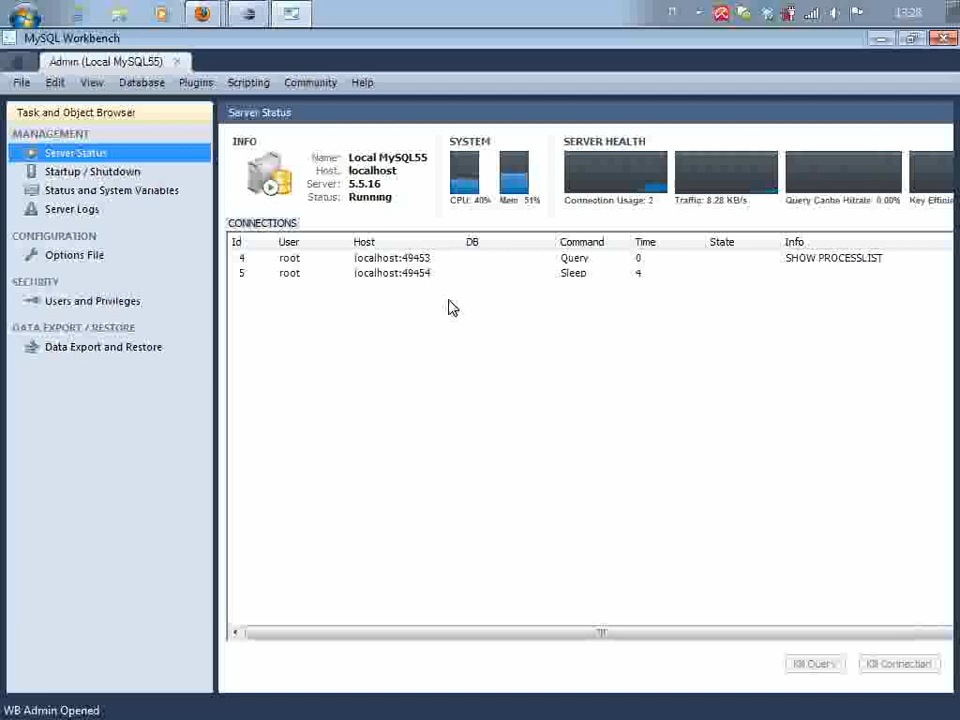 13:28
MySQL Workbench
Admin (Local MySQL55)
File Edit View Database Plugins Scripting Community Help
Task and Object Browser
MANAGEMENT
Server Status
Startup / Shutdown
Status and System Variables
Server Logs
CONFIGURATION
Options File
SECURITY
Users and Privileges
DATA EXPORT / RESTORE
Data Export and Restore
Server Status
INFO
Name: Local MySQL55
Host: localhost
Server: 5.5.16
Status: Running
SYSTEM
CPU: 40% Mem: 51%
SERVER HEALTH
Connection Usage: 2 Traffic: 8.28 KB/s Query Cache Hitrate: 0.00% Key Efficie
CONNECTIONS
Id User Host DB Command Time State Info
4 root localhost:49453 Query 0 SHOW PROCESSLIST
5 root localhost:49454 Sleep 4
Kill Query Kill Connection
WB Admin Opened